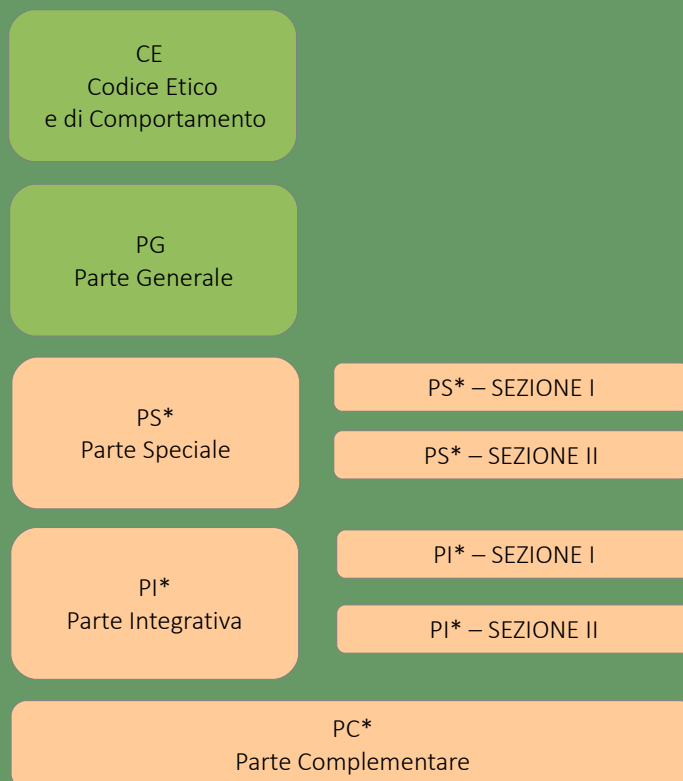 CE
Codice Etico
e di Comportamento
PG
Parte Generale
PS*
Parte Speciale
PS* – SEZIONE I
PS* – SEZIONE II
PI*
Parte Integrativa
PI* – SEZIONE I
PI* – SEZIONE II
PC*
Parte Complementare